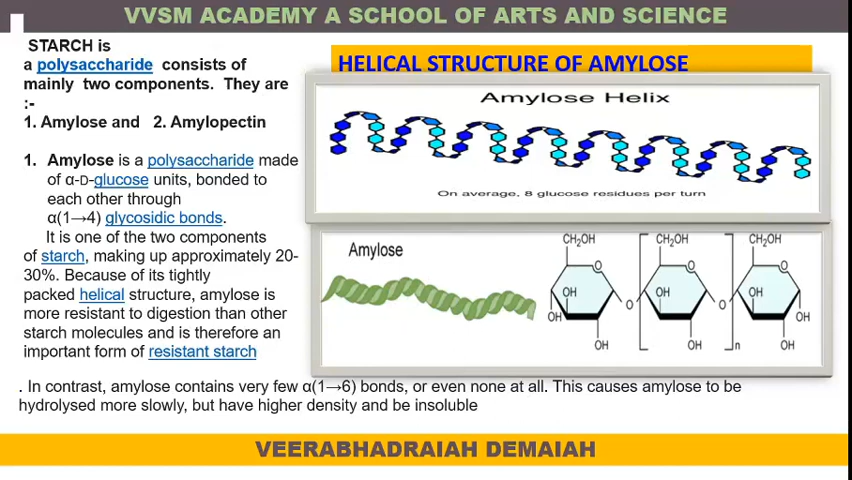 VVSM ACADEMY A SCHOOL OF ARTS AND SCIENCE
STARCH is
a polysaccharide consists of
mainly two components. They are
:-
1. Amylose and 2. Amylopectin
1. Amylose is a polysaccharide made
of α-D-glucose units, bonded to
each other through
α(1→4) glycosidic bonds.
It is one of the two components
of starch, making up approximately 20-
30%. Because of its tightly
packed helical structure, amylose is
more resistant to digestion than other
starch molecules and is therefore an
important form of resistant starch
HELICAL STRUCTURE OF AMYLOSE
Amylose Helix
On average, 8 glucose residues per turn
Amylose
CH₂OH CH₂OH CH₂OH
O O O
OH OH OH
OH O O OH
OH OH n OH
. In contrast, amylose contains very few α(1→6) bonds, or even none at all. This causes amylose to be
hydrolysed more slowly, but have higher density and be insoluble
VEERABHADRAIAH DEMAIAH